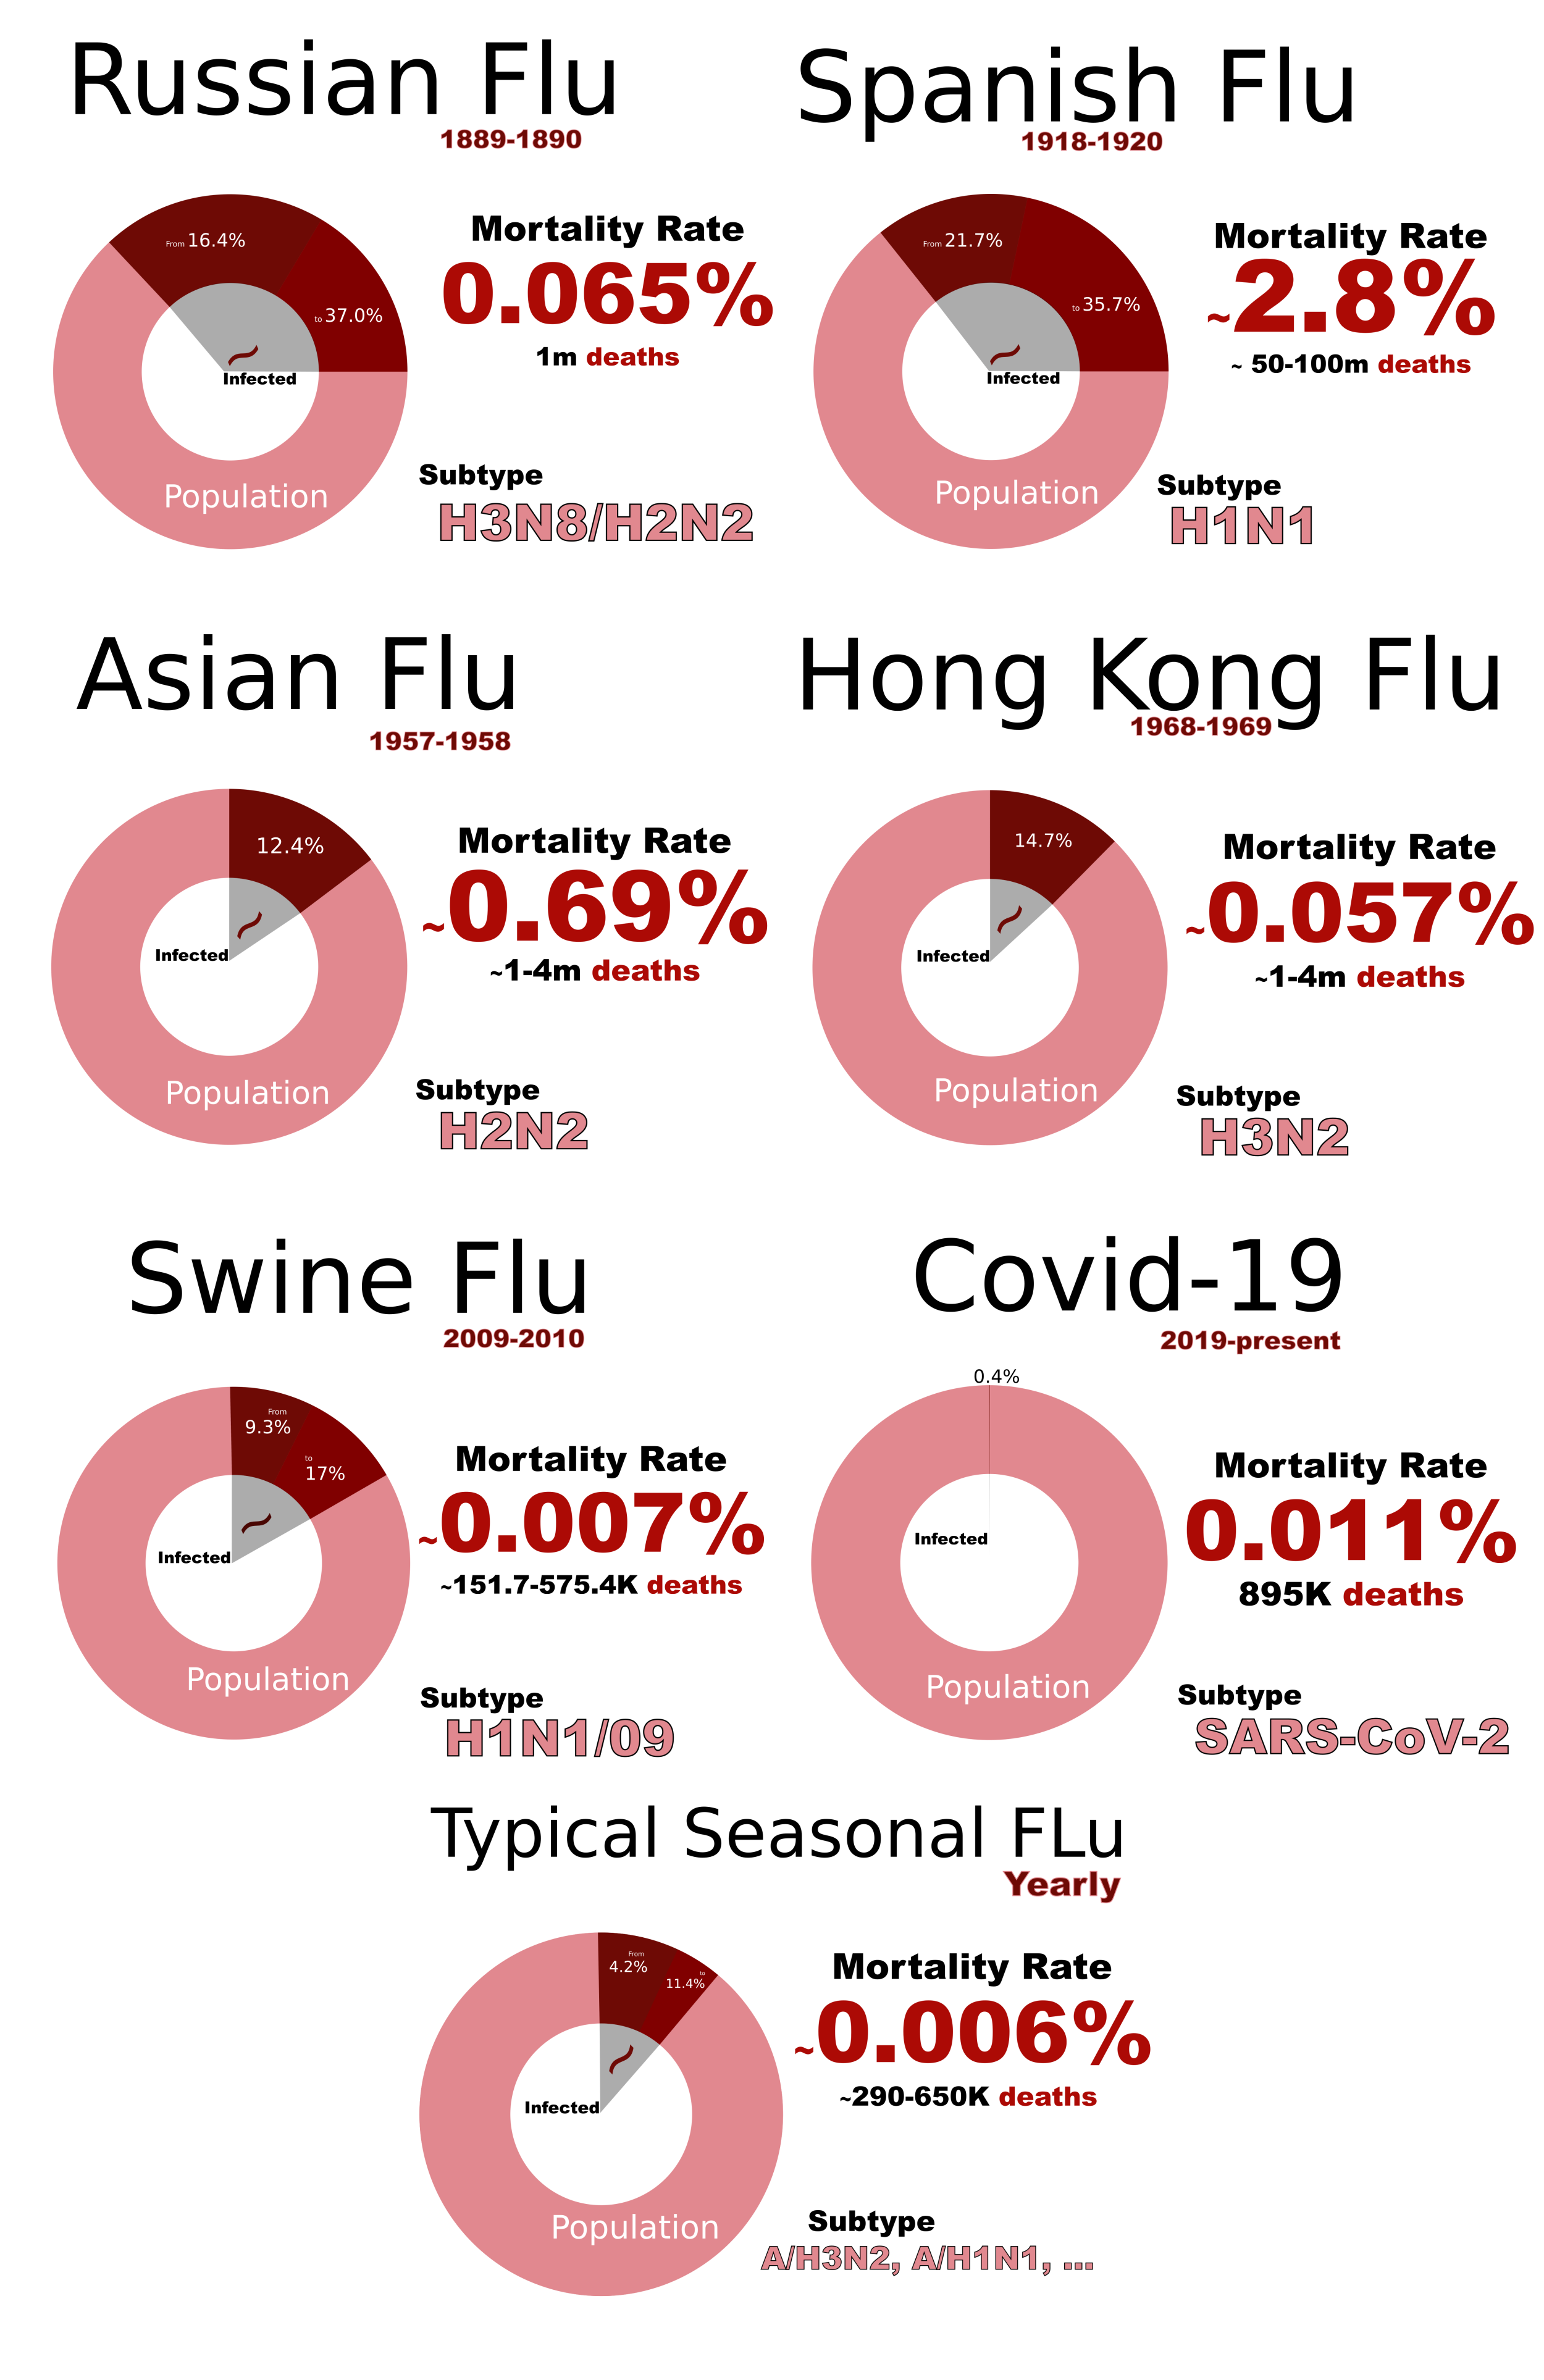 Russian Flu
1889-1890
From 16.4%
to 37.0%
Infected
Population
Mortality Rate
0.065%
1m deaths
Subtype
H3N8/H2N2
Spanish Flu
1918-1920
From 21.7%
to 35.7%
Infected
Population
Mortality Rate
~2.8%
~ 50-100m deaths
Subtype
H1N1
Asian Flu
1957-1958
12.4%
Infected
Population
Mortality Rate
~0.69%
~1-4m deaths
Subtype
H2N2
Hong Kong Flu
1968-1969
14.7%
Infected
Population
Mortality Rate
~0.057%
~1-4m deaths
Subtype
H3N2
Swine Flu
2009-2010
From
9.3%
to
17%
Infected
Population
Mortality Rate
~0.007%
~151.7-575.4K deaths
Subtype
H1N1/09
Covid-19
2019-present
0.4%
Infected
Population
Mortality Rate
0.011%
895K deaths
Subtype
SARS-CoV-2
Typical Seasonal FLu
Yearly
From
4.2%
to
11.4%
Infected
Population
Mortality Rate
~0.006%
~290-650K deaths
Subtype
A/H3N2, A/H1N1, ...